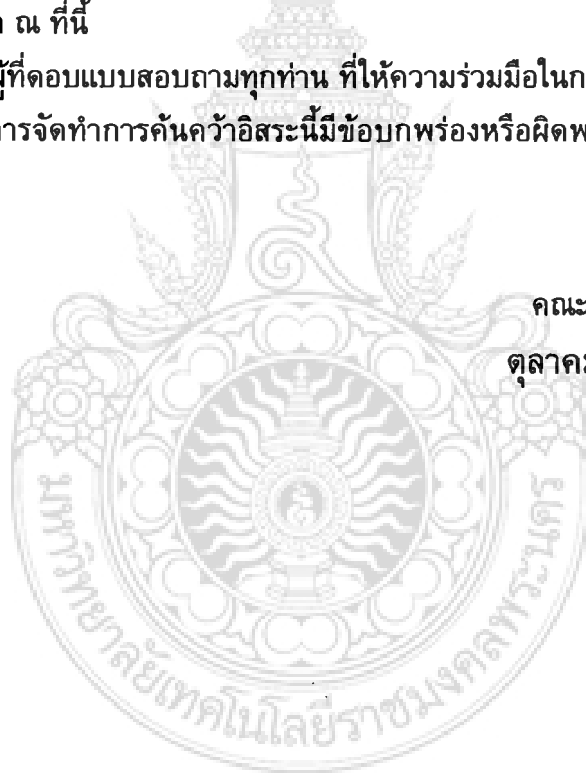 ณ ที่นี้
ผู้ที่ตอบแบบสอบถามทุกท่าน ที่ให้ความร่วมมือในก
การจัดทำการค้นคว้าอิสระนี้มีข้อบกพร่องหรือผิดพ
คณะ
ตุลาค
มหาวิทยาลัยเทคโนโลยีราชมงคลพระนคร